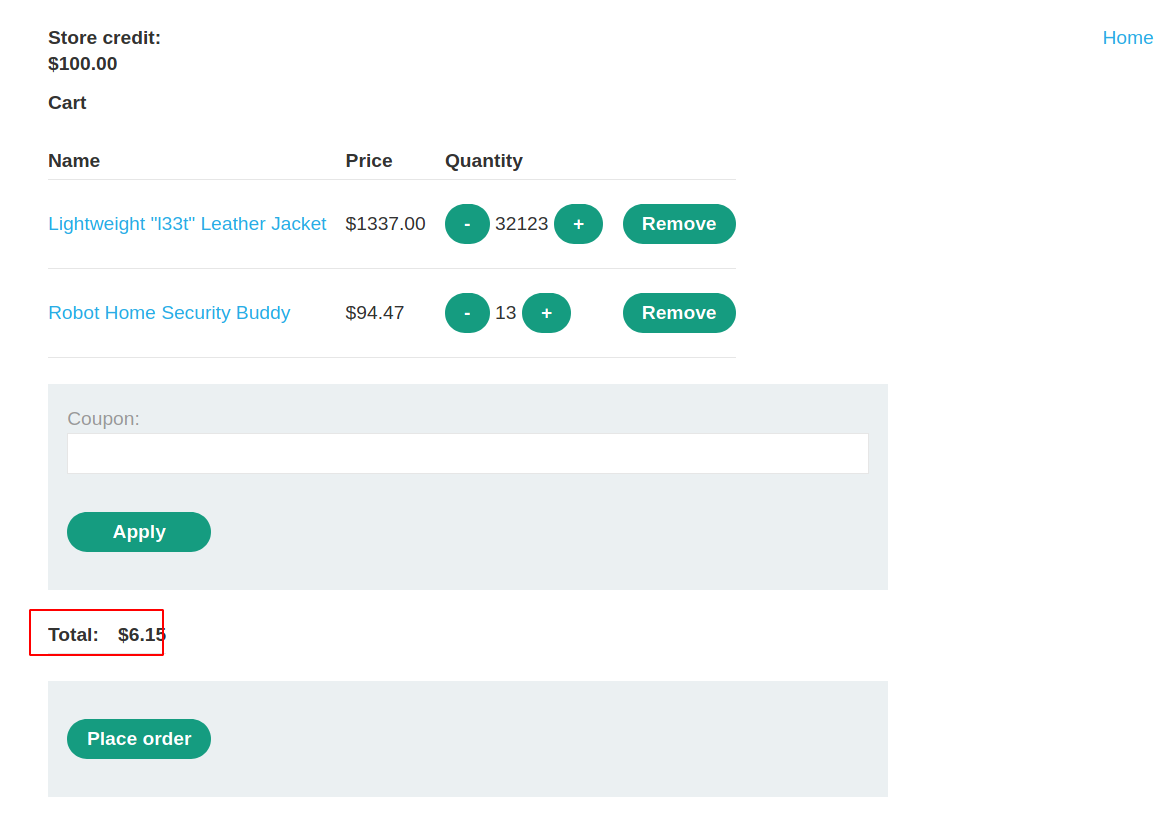 Store credit: Home
$100.00
Cart
Name Price Quantity
Lightweight "l33t" Leather Jacket $1337.00 - 32123 + Remove
Robot Home Security Buddy $94.47 - 13 + Remove
Coupon:
Apply
Total: $6.15
Place order